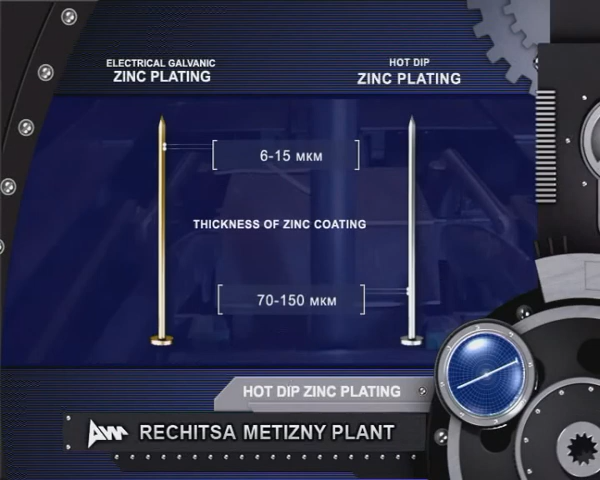 ELECTRICAL GALVANIC
ZINC PLATING
HOT DIP
ZINC PLATING
6-15 мкм
THICKNESS OF ZINC COATING
70-150 мкм
HOT DIP ZINC PLATING
RECHITSA METIZNY PLANT